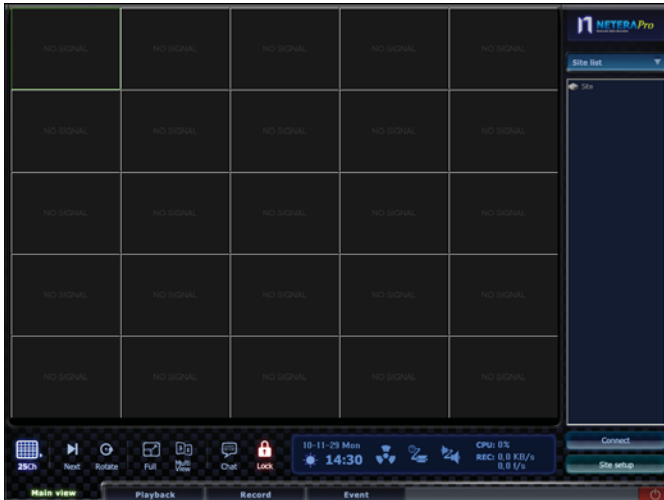 NETERAPro
Site list
Site
NO SIGNAL NO SIGNAL NO SIGNAL NO SIGNAL NO SIGNAL
NO SIGNAL NO SIGNAL NO SIGNAL NO SIGNAL NO SIGNAL
NO SIGNAL NO SIGNAL NO SIGNAL NO SIGNAL NO SIGNAL
NO SIGNAL NO SIGNAL NO SIGNAL NO SIGNAL NO SIGNAL
NO SIGNAL NO SIGNAL NO SIGNAL NO SIGNAL NO SIGNAL
25Ch Next Rotate Full Multi View Chat Lock
10-11-29 Mon
14:30
CPU: 0%
REC: 0,0 KB/s
0,0 f/s
Connect
Site setup
Main view Playback Record Event